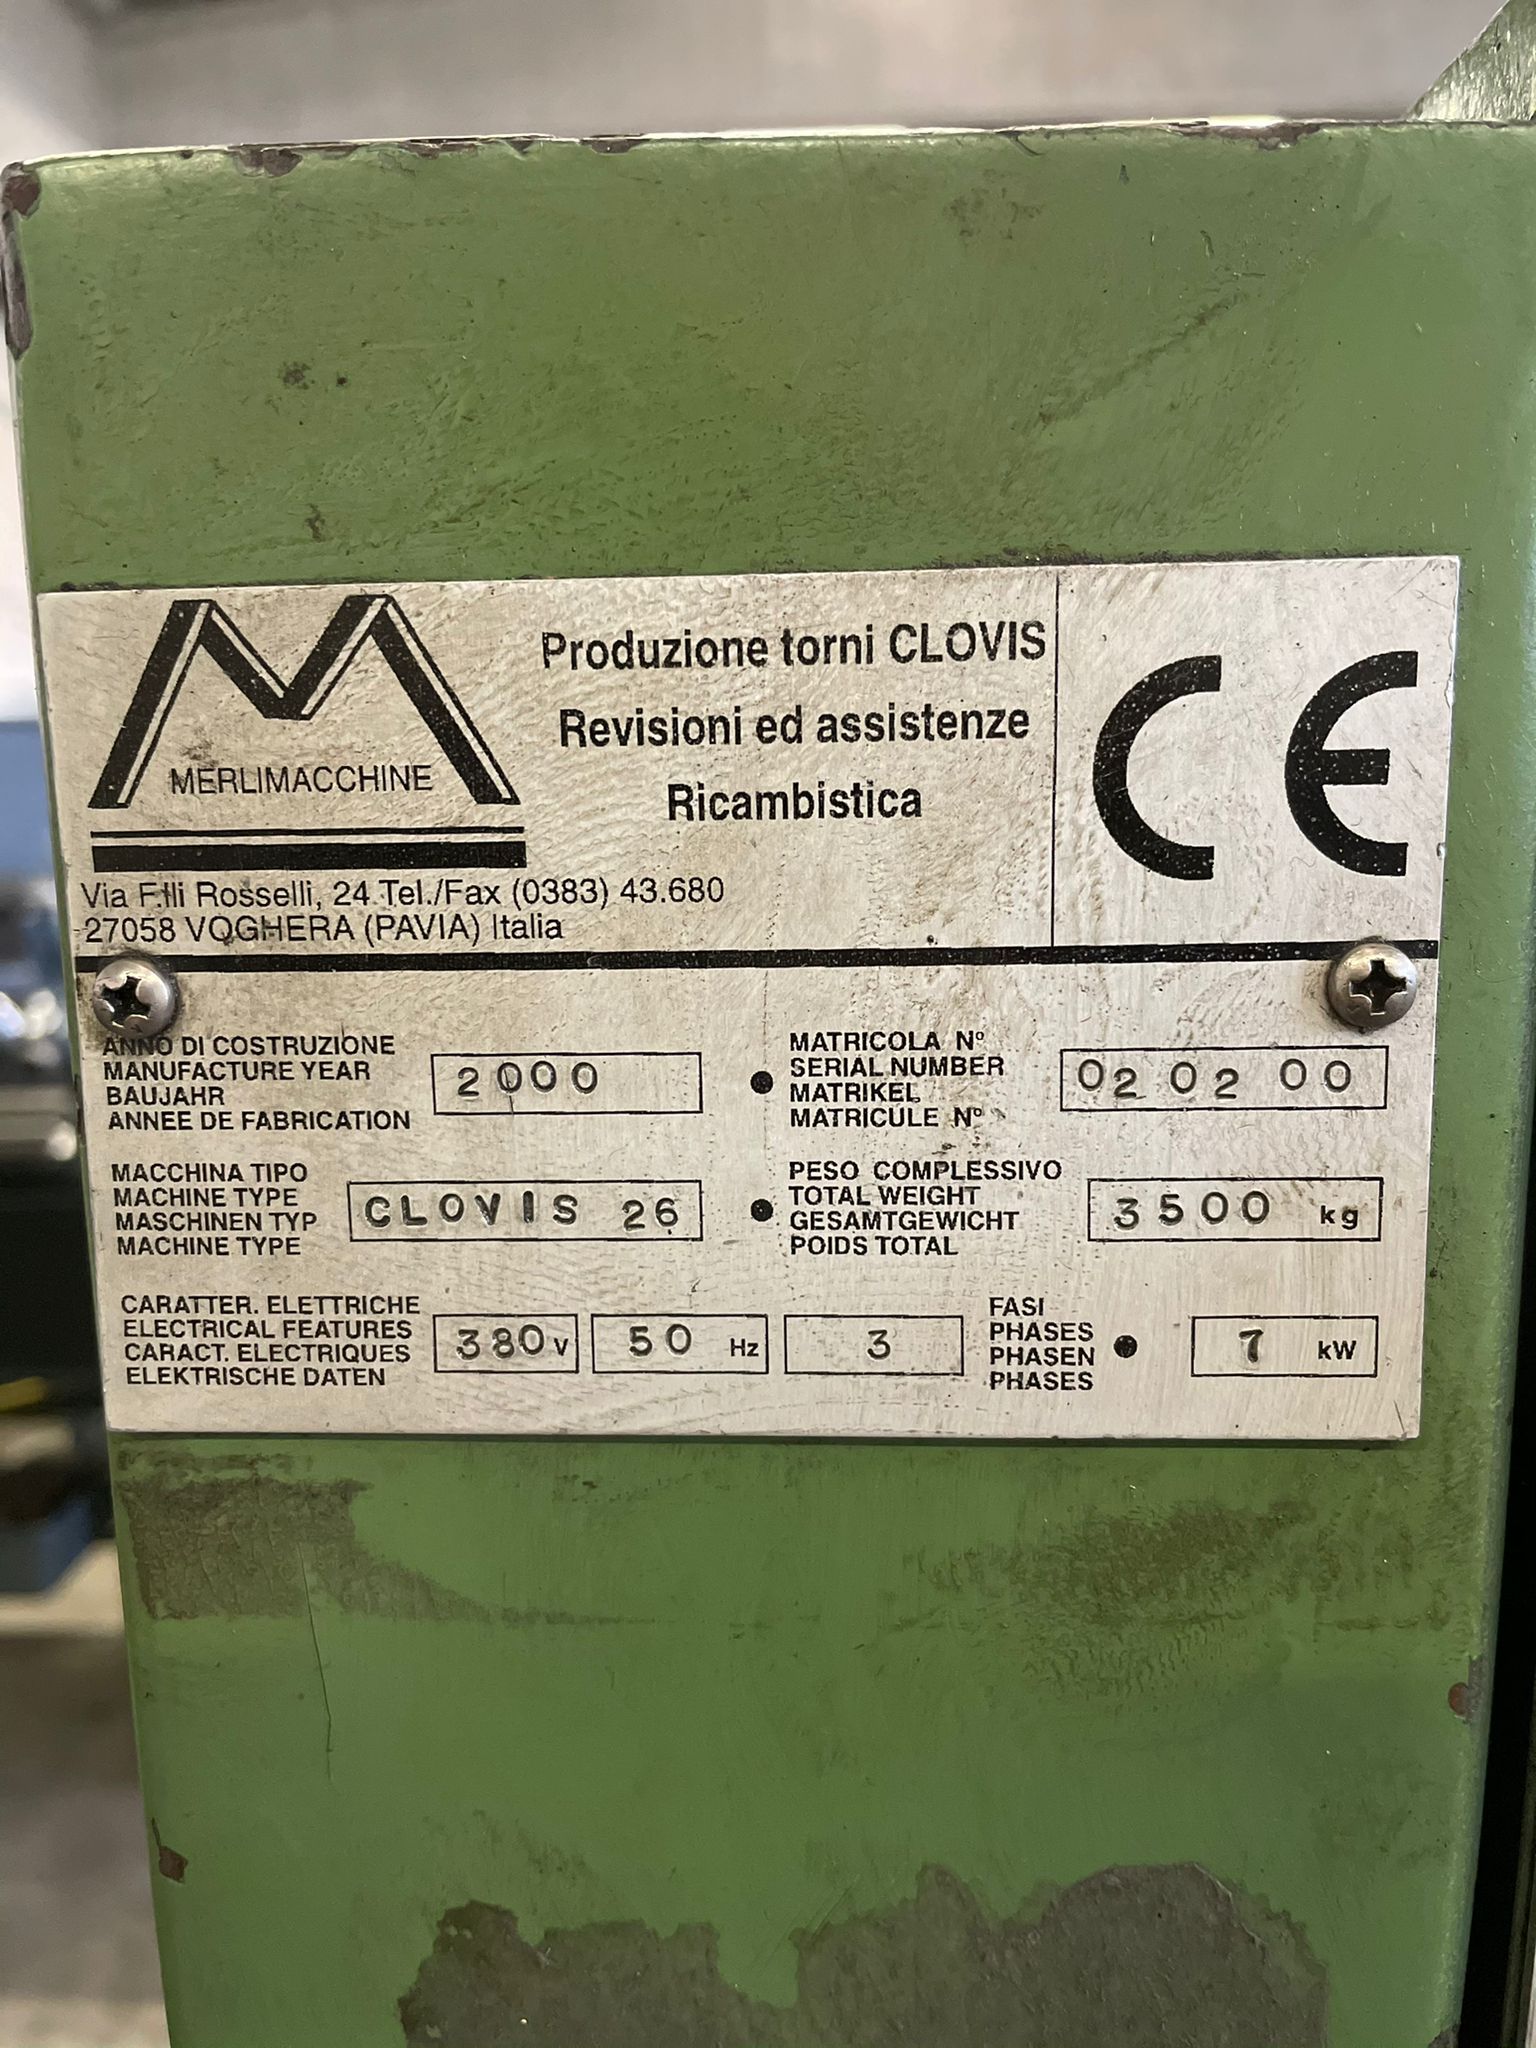 MERLIMACCHINE
Produzione torni CLOVIS
Revisioni ed assistenze
Ricambistica
CE
Via F.lli Rosselli, 24 Tel./Fax (0383) 43.680
27058 VOGHERA (PAVIA) Italia
ANNO DI COSTRUZIONE
MANUFACTURE YEAR
BAUJAHR
ANNEE DE FABRICATION
2000
MATRICOLA N°
SERIAL NUMBER
MATRIKEL
MATRICULE N°
02 02 00
MACCHINA TIPO
MACHINE TYPE
MASCHINEN TYP
MACHINE TYPE
CLOVIS 26
PESO COMPLESSIVO
TOTAL WEIGHT
GESAMTGEWICHT
POIDS TOTAL
3500 kg
CARATTER. ELETTRICHE
ELECTRICAL FEATURES
CARACT. ELECTRIQUES
ELEKTRISCHE DATEN
380 V
50 Hz
3
FASI
PHASES
PHASEN
PHASES
7 kW